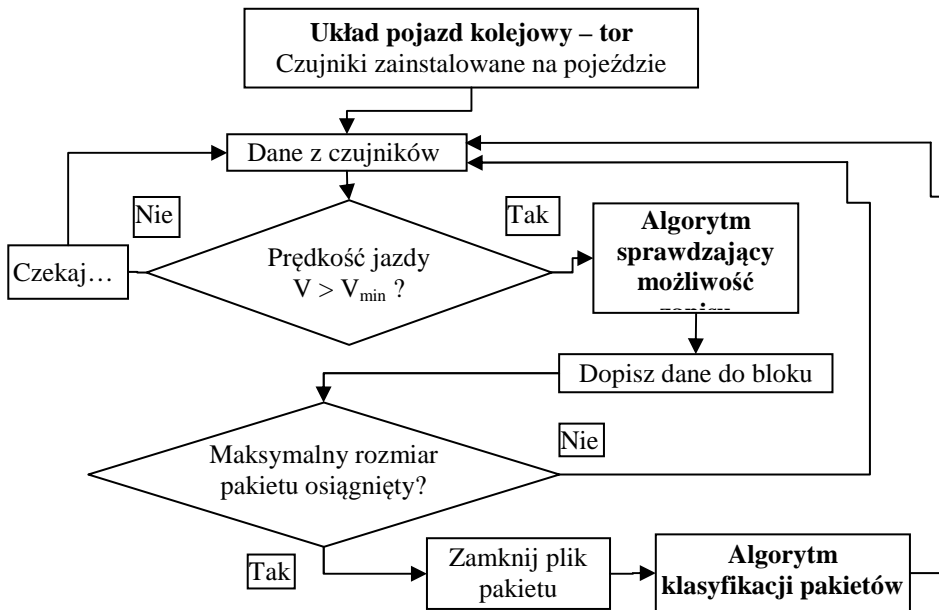 Układ pojazd kolejowy – tor
Czujniki zainstalowane na pojeździe
Dane z czujników
Nie
Tak
Czekaj…
Prędkość jazdy
V > Vmin ?
Algorytm
sprawdzający
możliwość
Dopisz dane do bloku
Maksymalny rozmiar
pakietu osiągnięty?
Nie
Tak
Zamknij plik
pakietu
Algorytm
klasyfikacji pakietów